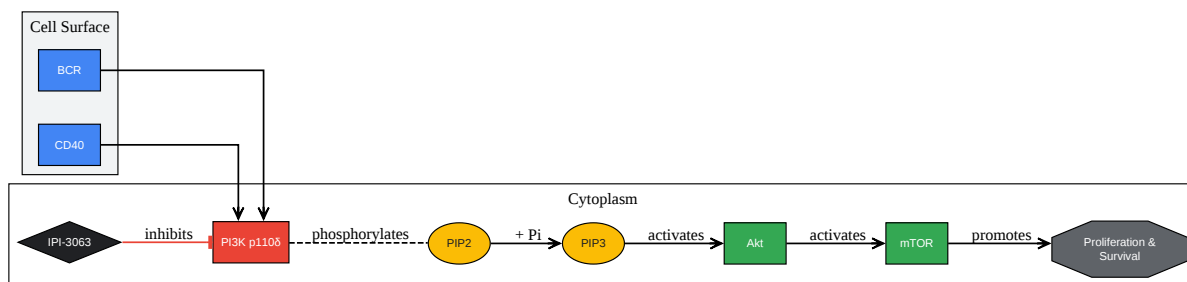 Cell Surface
BCR
CD40
Cytoplasm
IPI-3063
inhibits
PI3K p110δ
phosphorylates
PIP2
+ Pi
PIP3
activates
Akt
activates
mTOR
promotes
Proliferation &
Survival